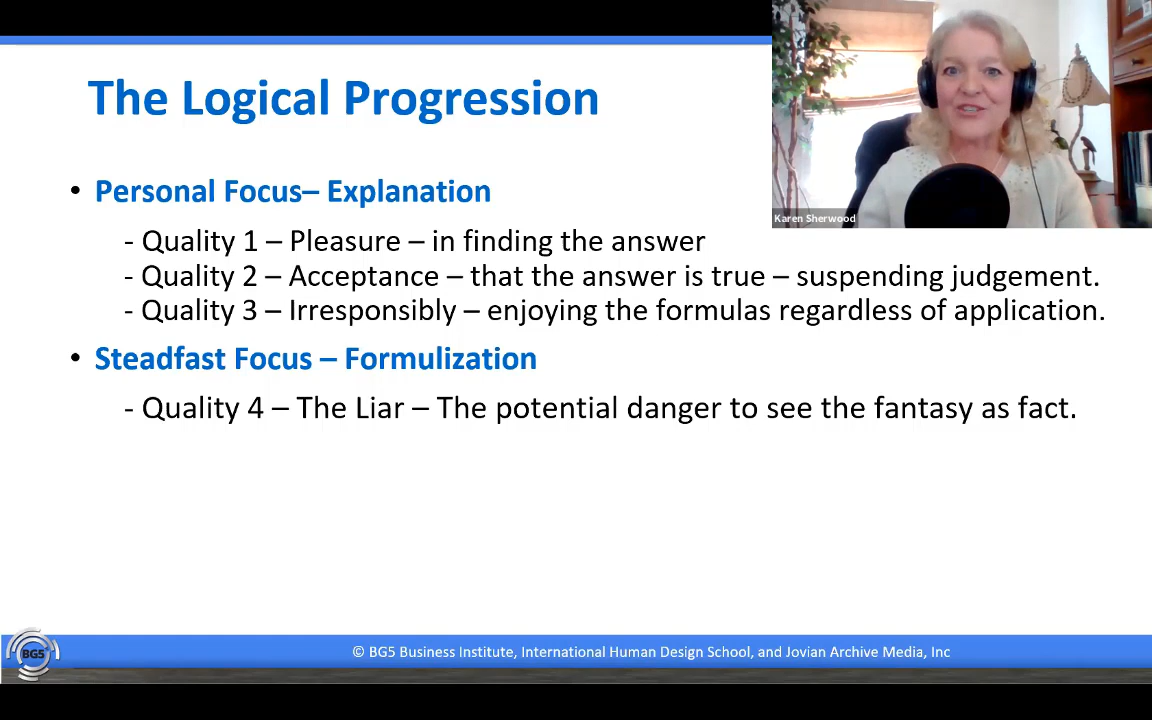 The Logical Progression
• Personal Focus– Explanation
- Quality 1 – Pleasure – in finding the answer
Karen Sherwood
- Quality 2 – Acceptance – that the answer is true – suspending judgement.
- Quality 3 – Irresponsibly – enjoying the formulas regardless of application.
• Steadfast Focus – Formulization
- Quality 4 – The Liar – The potential danger to see the fantasy as fact.
BG5
© BG5 Business Institute, International Human Design School, and Jovian Archive Media, Inc